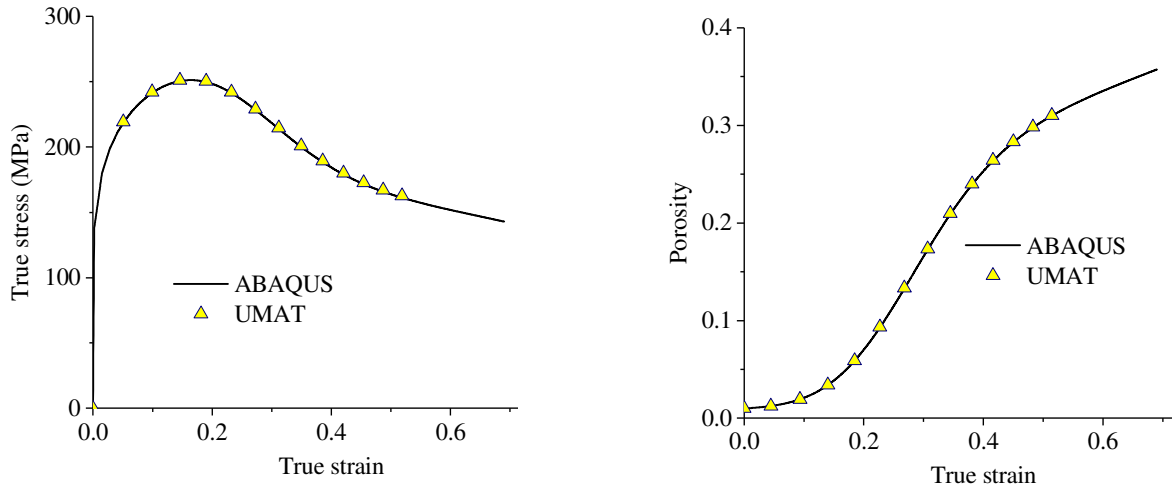 300
200
100
0
0.0 0.2 0.4 0.6
True stress (MPa)
True strain
ABAQUS
UMAT
0.4
0.3
0.2
0.1
0.0
0.0 0.2 0.4 0.6
Porosity
True strain
ABAQUS
UMAT